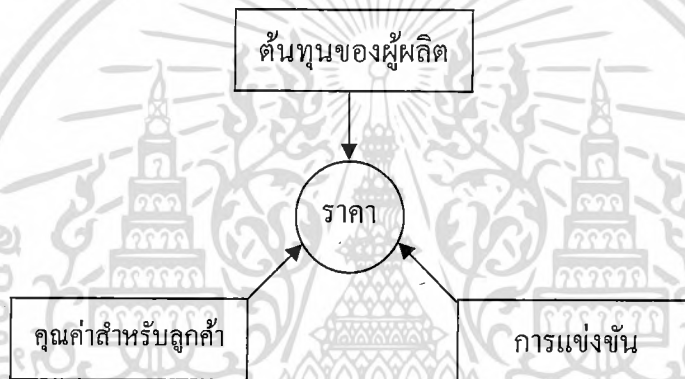 ต้นทุนของผู้ผลิต
ราคา
คุณค่าสำหรับลูกค้า
การแข่งขัน